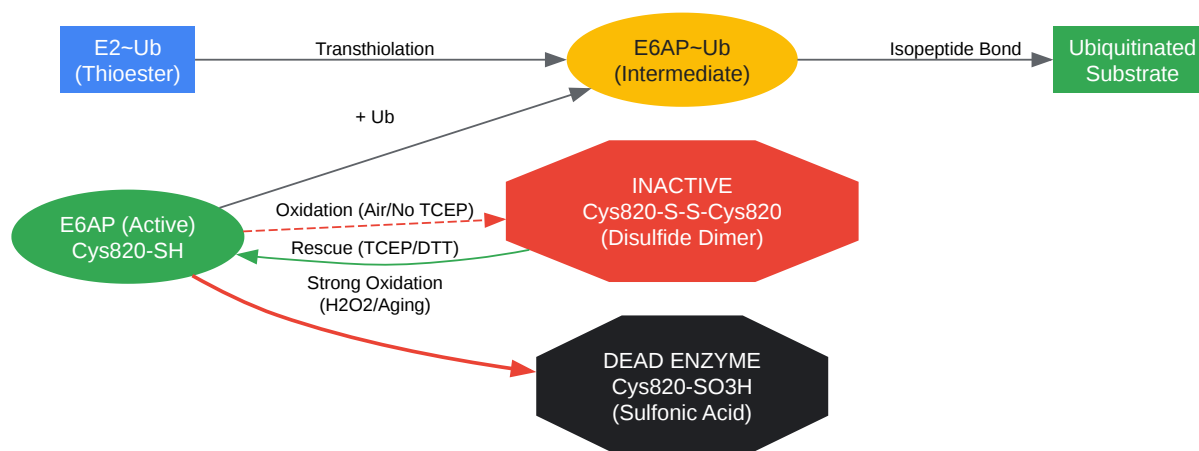 E2~Ub
(Thioester)
Transthiolation
E6AP~Ub
(Intermediate)
Isopeptide Bond
Ubiquitinated
Substrate
+ Ub
E6AP (Active)
Cys820-SH
Oxidation (Air/No TCEP)
Rescue (TCEP/DTT)
INACTIVE
Cys820-S-S-Cys820
(Disulfide Dimer)
Strong Oxidation
(H2O2/Aging)
DEAD ENZYME
Cys820-SO3H
(Sulfonic Acid)